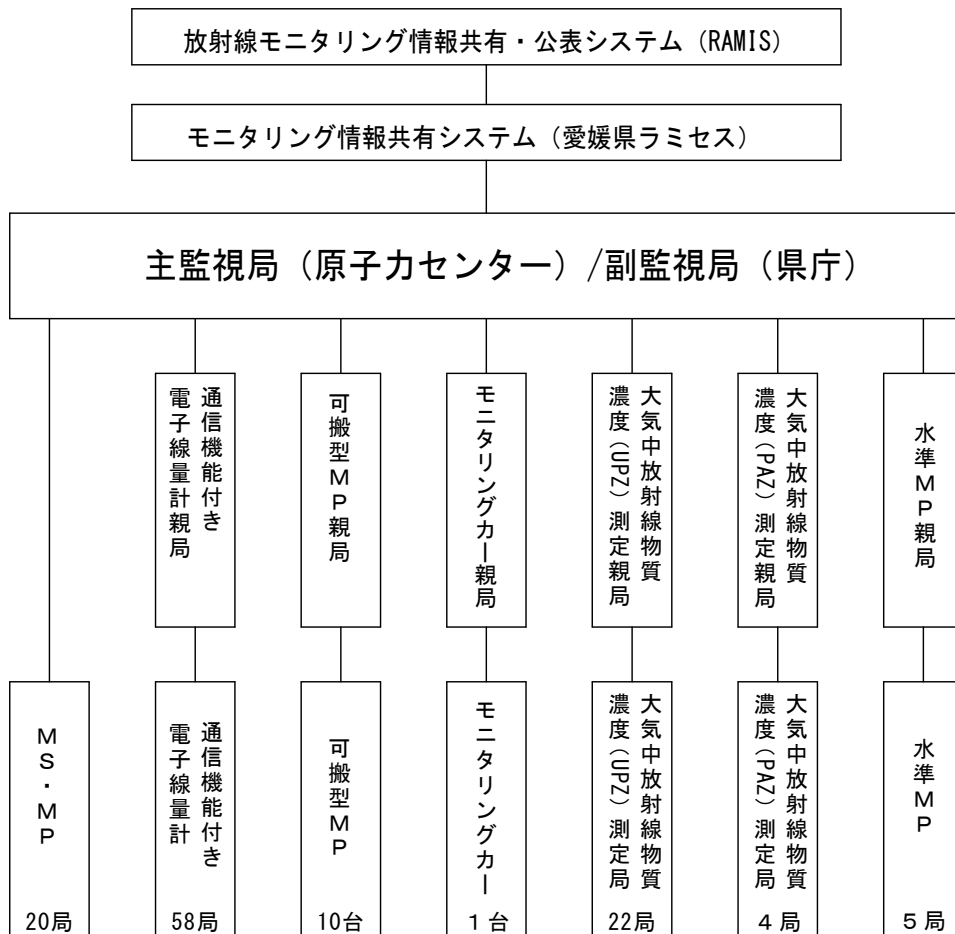 放射線モニタリング情報共有・公表システム（RAMIS）
モニタリング情報共有システム（愛媛県ラミセス）
主監視局（原子力センター）/副監視局（県庁）
通信機能付き
電子線量計親局
可搬型ＭＰ親局
モニタリングカー親局
大気中放射線物質
濃度（UPZ）測定親局
大気中放射線物質
濃度（PAZ）測定親局
水準ＭＰ親局
ＭＳ・ＭＰ
20局
通信機能付き
電子線量計
58局
可搬型ＭＰ
10台
モニタリングカー
１台
大気中放射線物質
濃度（UPZ）測定局
22局
大気中放射線物質
濃度（PAZ）測定局
４局
水準ＭＰ
５局